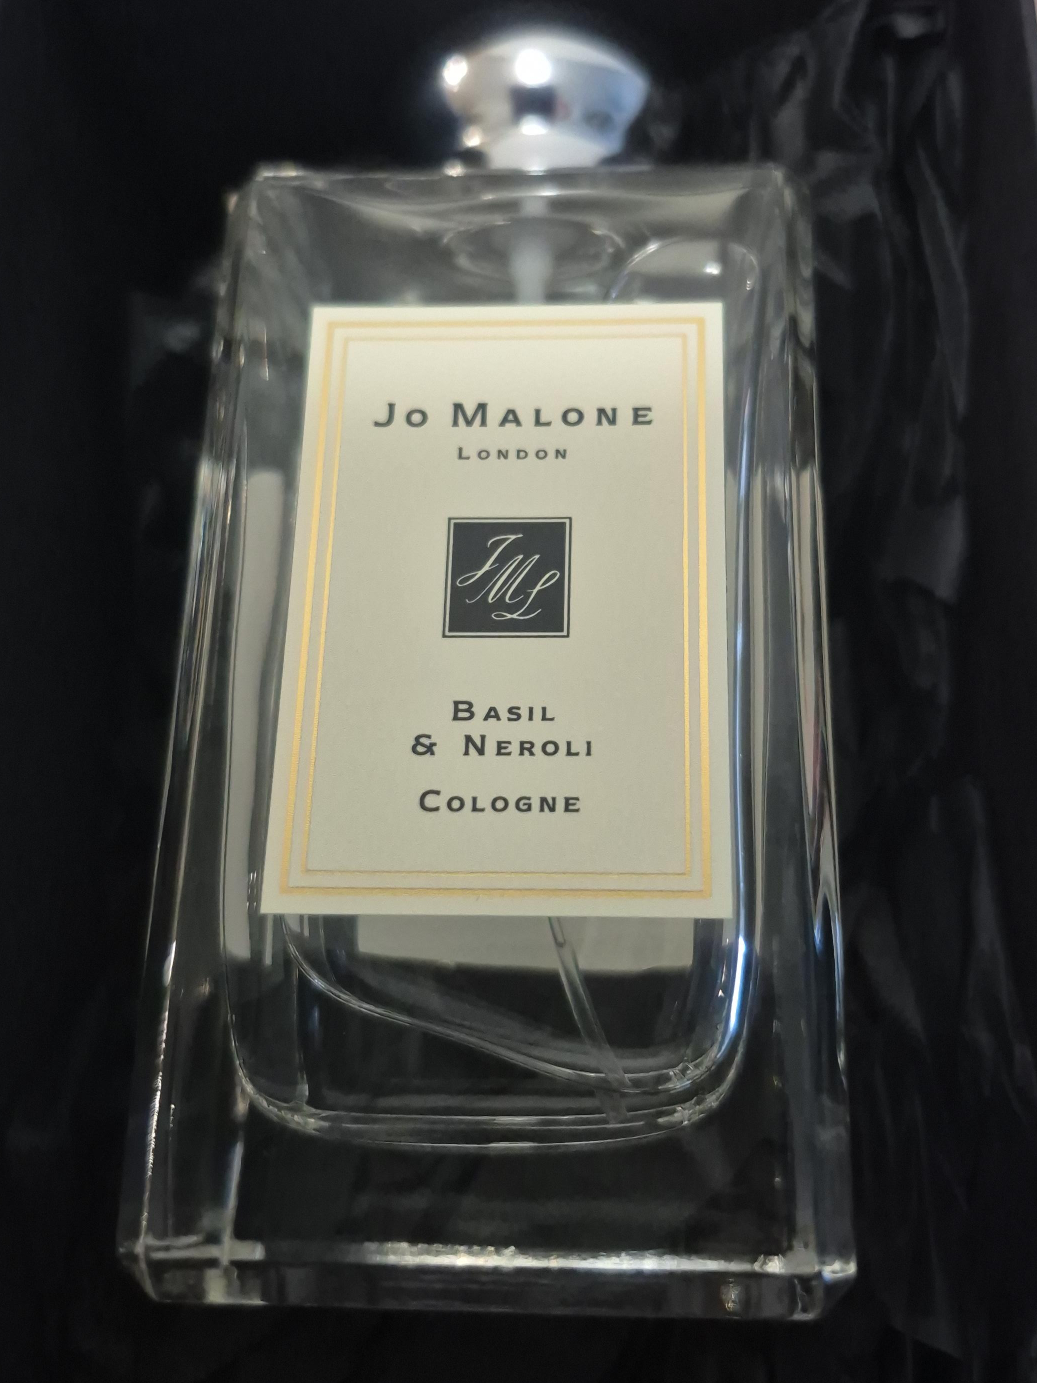 Jo Malone
London
JML
Basil
& Neroli
Cologne